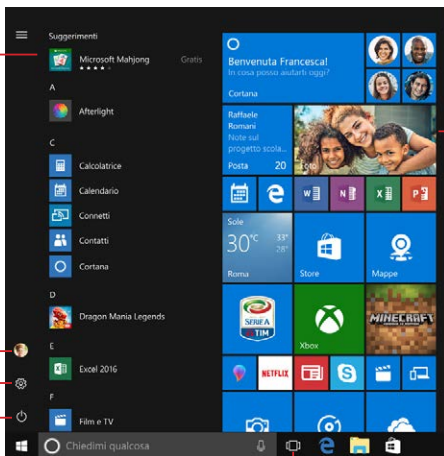 Suggerimenti
Microsoft Mahjong
Gratis
A
Afterlight
C
Calcolatrice
Calendario
Connetti
Contatti
Cortana
D
Dragon Mania Legends
E
Excel 2016
F
Film e TV
Chiedimi qualcosa
Benvenuta Francesca!
In cosa posso aiutarti oggi?
Cortana
Raffaele
Romani
Note sul
progetto scola...
Posta 20
Foto
Sole
30°C 33°
28°
Roma
Store
Mappe
SERIE A
TIM
Xbox
MINECRAFT
NETFLIX